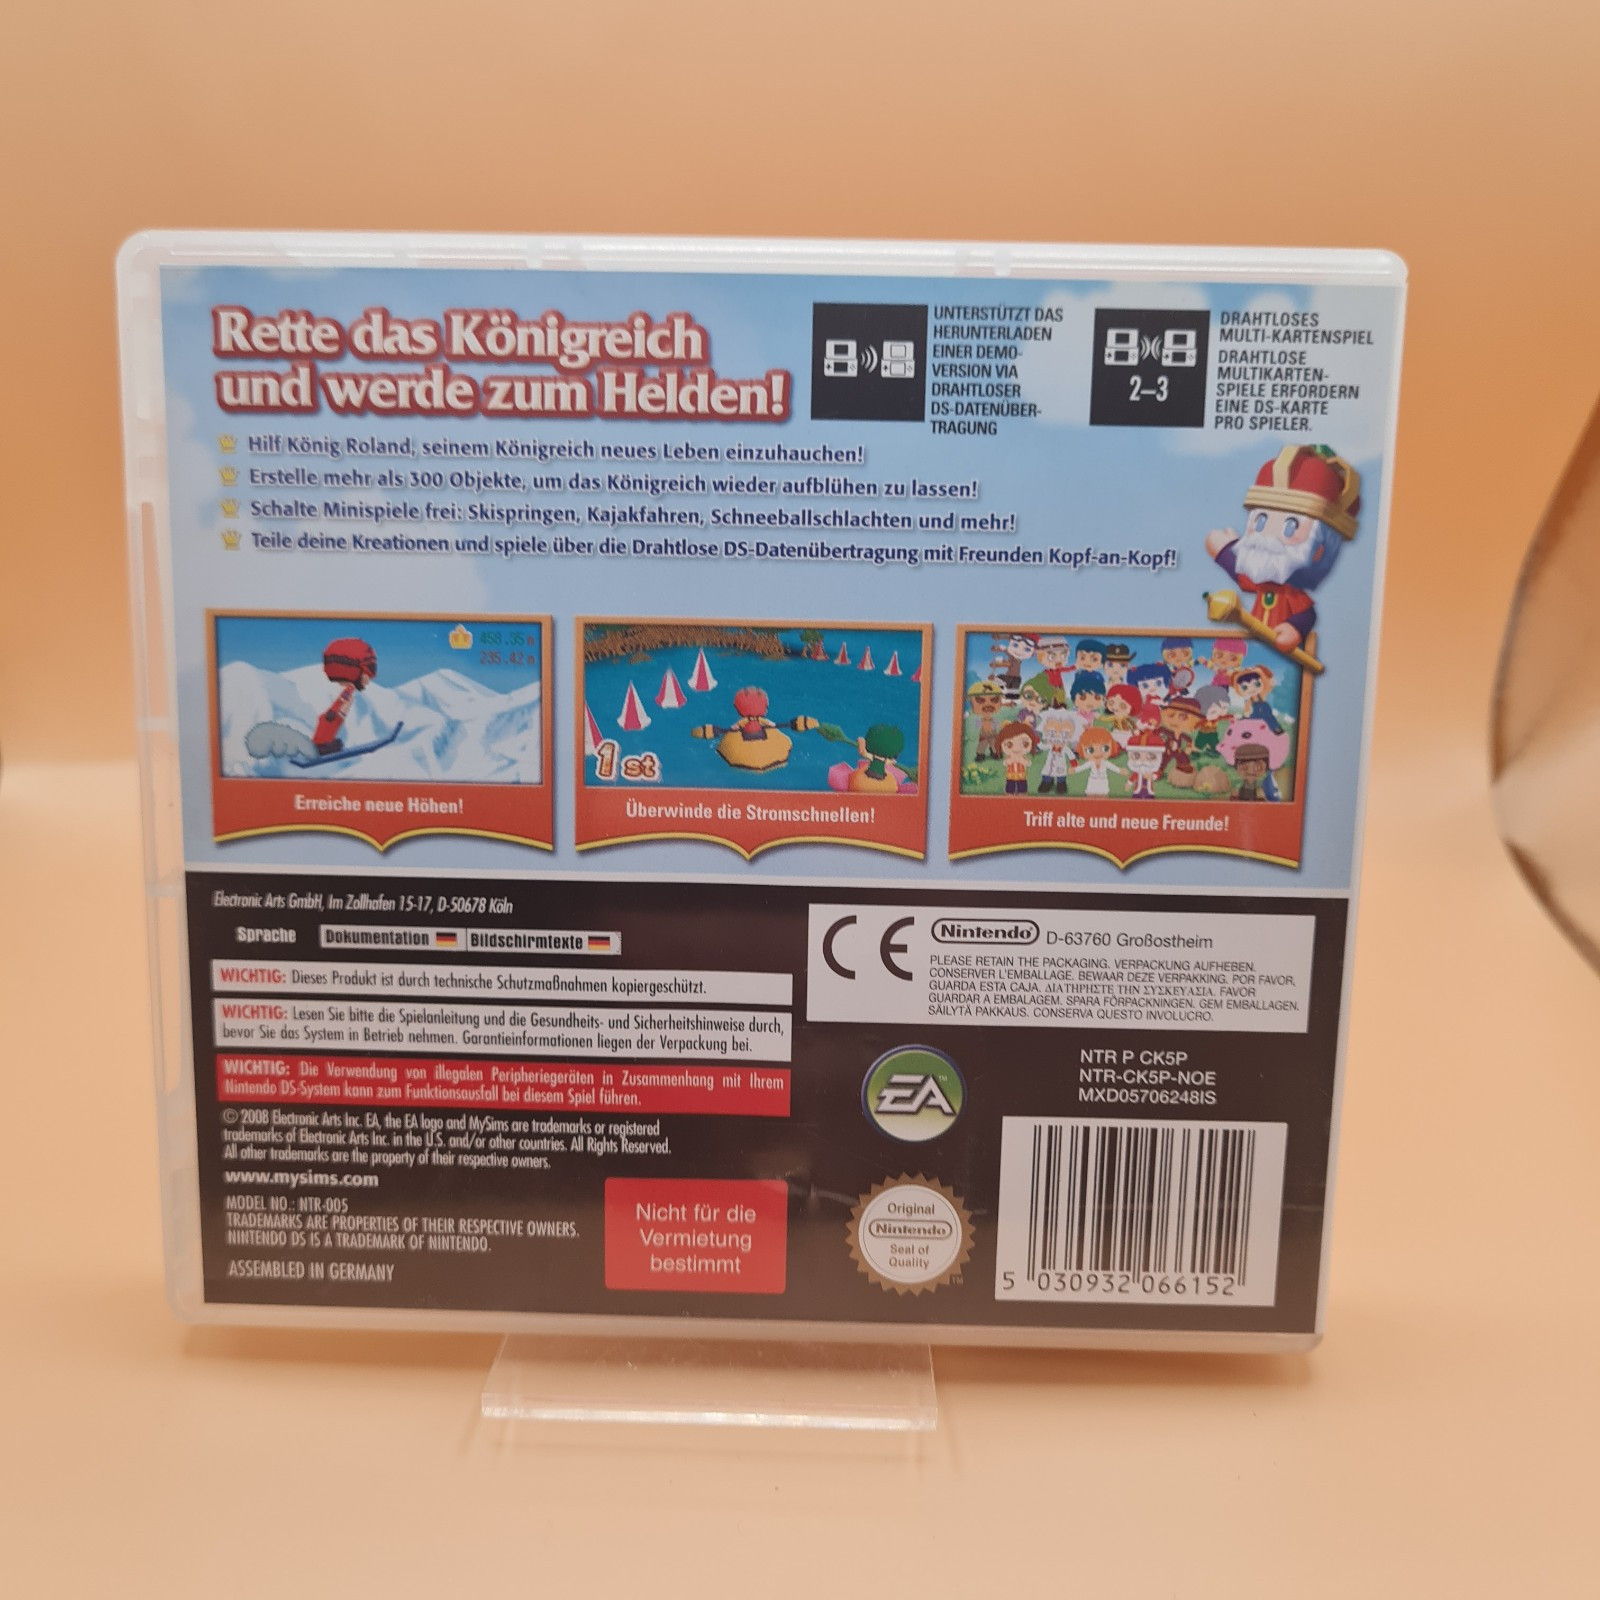 Rette das Königreich
und werde zum Helden!
UNTERSTÜTZT DAS
HERUNTERLADEN
EINER DEMO-
VERSION VIA
DRAHTLOSER
DS-DATENÜBER-
TRAGUNG
2–3
DRAHTLOSES
MULTI-KARTENSPIEL
DRAHTLOSE
MULTIKARTEN-
SPIELE ERFORDERN
EINE DS-KARTE
PRO SPIELER.
Hilf König Roland, seinem Königreich neues Leben einzuhauchen!
Erstelle mehr als 300 Objekte, um das Königreich wieder aufblühen zu lassen!
Schalte Minispiele frei: Skispringen, Kajakfahren, Schneeballschlachten und mehr!
Teile deine Kreationen und spiele über die Drahtlose DS-Datenübertragung mit Freunden Kopf-an-Kopf!
458.35m
235.42m
1st
Erreiche neue Höhen!
Überwinde die Stromschnellen!
Triff alte und neue Freunde!
Electronic Arts GmbH, Im Zollhafen 15-17, D-50678 Köln
Sprache Dokumentation Bildschirmtexte
WICHTIG: Dieses Produkt ist durch technische Schutzmaßnahmen kopiergeschützt.
WICHTIG: Lesen Sie bitte die Spielanleitung und die Gesundheits- und Sicherheitshinweise durch,
bevor Sie das System in Betrieb nehmen. Garantieinformationen liegen der Verpackung bei.
WICHTIG: Die Verwendung von illegalen Peripheriegeräten in Zusammenhang mit Ihrem
Nintendo DS-System kann zum Funktionsausfall bei diesem Spiel führen.
© 2008 Electronic Arts Inc. EA, the EA logo and MySims are trademarks or registered
trademarks of Electronic Arts Inc. in the U.S. and/or other countries. All Rights Reserved.
All other trademarks are the property of their respective owners.
www.mysims.com
MODEL NO.: NTR-005
TRADEMARKS ARE PROPERTIES OF THEIR RESPECTIVE OWNERS.
NINTENDO DS IS A TRADEMARK OF NINTENDO.
ASSEMBLED IN GERMANY
Nicht für die
Vermietung
bestimmt
CE
Nintendo D-63760 Großostheim
PLEASE RETAIN THE PACKAGING. VERPACKUNG AUFHEBEN.
CONSERVER L'EMBALLAGE. BEWAAR DEZE VERPAKKING. POR FAVOR,
GUARDA ESTA CAJA. ΔΙΑΤΗΡΗΣΤΕ ΤΗΝ ΣΥΣΚΕΥΑΣΙΑ. FAVOR
GUARDAR A EMBALAGEM. SPARA FÖRPACKNINGEN. GEM EMBALLAGEN.
SÄILYTÄ PAKKAUS. CONSERVA QUESTO INVOLUCRO.
EA™
NTR P CK5P
NTR-CK5P-NOE
MXD05706248IS
Original
Nintendo
Seal of
Quality
™
5 030932 066152